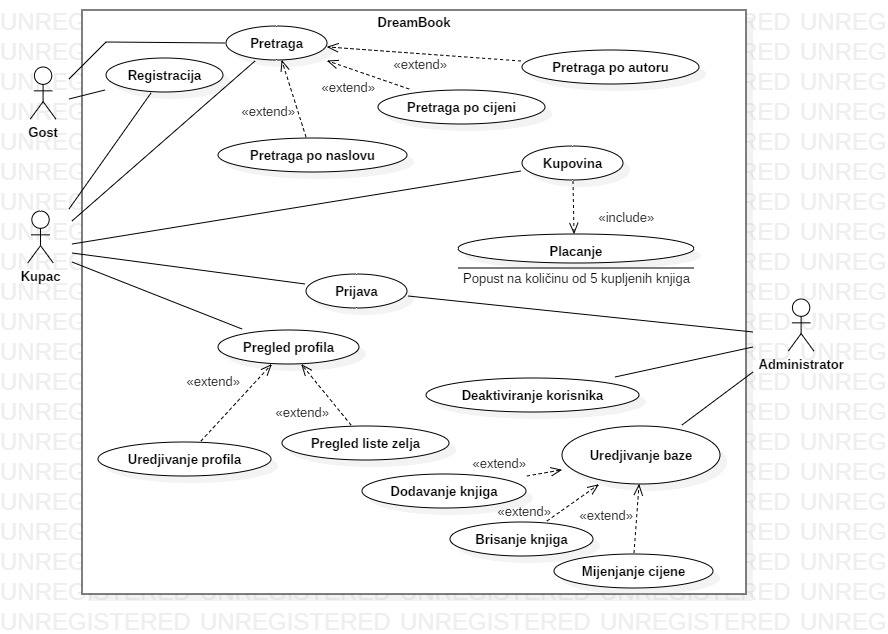 DreamBook
Pretraga
Registracija
Gost
«extend»
Pretraga po autoru
«extend»
Pretraga po cijeni
«extend»
Pretraga po naslovu
Kupovina
«include»
Placanje
Popust na količinu od 5 kupljenih knjiga
Kupac
Prijava
Administrator
Pregled profila
«extend»
«extend»
Uredjivanje profila
Pregled liste zelja
Deaktiviranje korisnika
Uredjivanje baze
«extend»
Dodavanje knjiga
«extend»
«extend»
Brisanje knjiga
Mijenjanje cijene
UNREGISTERED UNREGISTERED UNREGISTERED UNREGISTERED UNREG